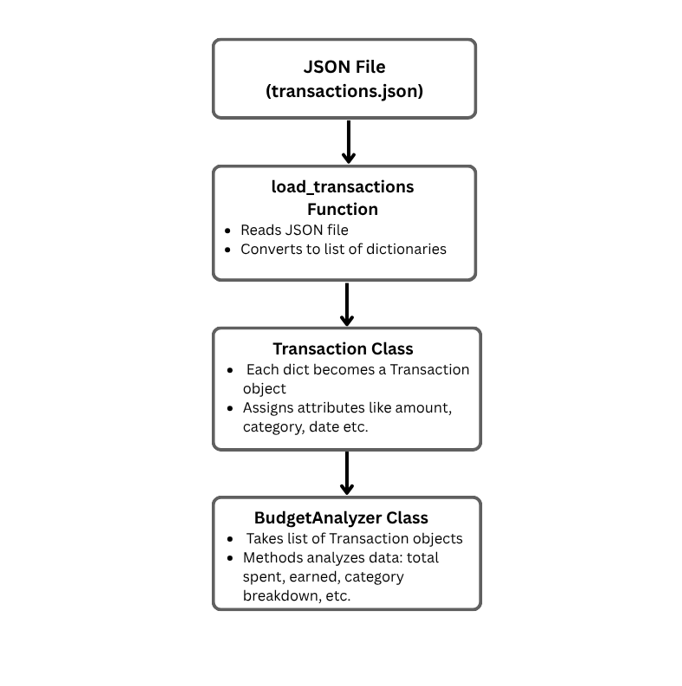 JSON File
(transactions.json)
load_transactions
Function
• Reads JSON file
• Converts to list of dictionaries
Transaction Class
• Each dict becomes a Transaction
object
• Assigns attributes like amount,
category, date etc.
BudgetAnalyzer Class
• Takes list of Transaction objects
• Methods analyzes data: total
spent, earned, category
breakdown, etc.